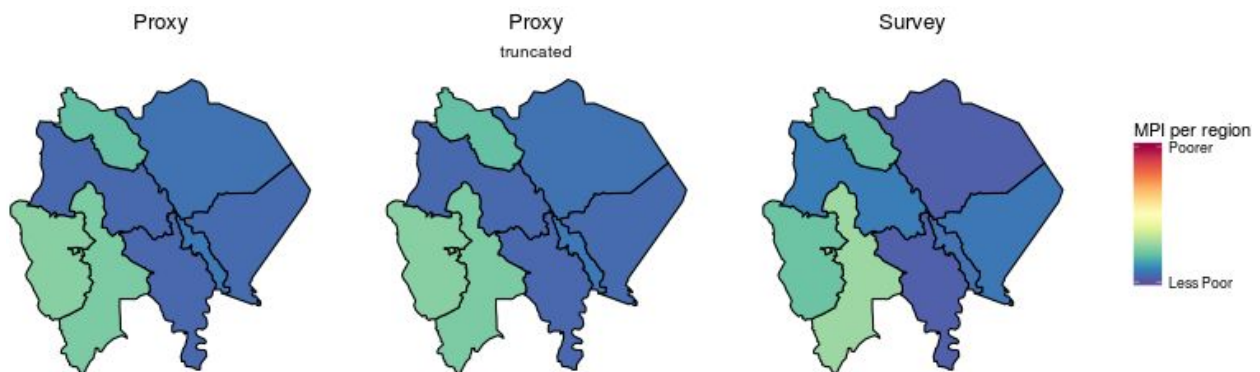 Proxy
Proxy
truncated
Survey
MPI per region
Poorer
Less Poor